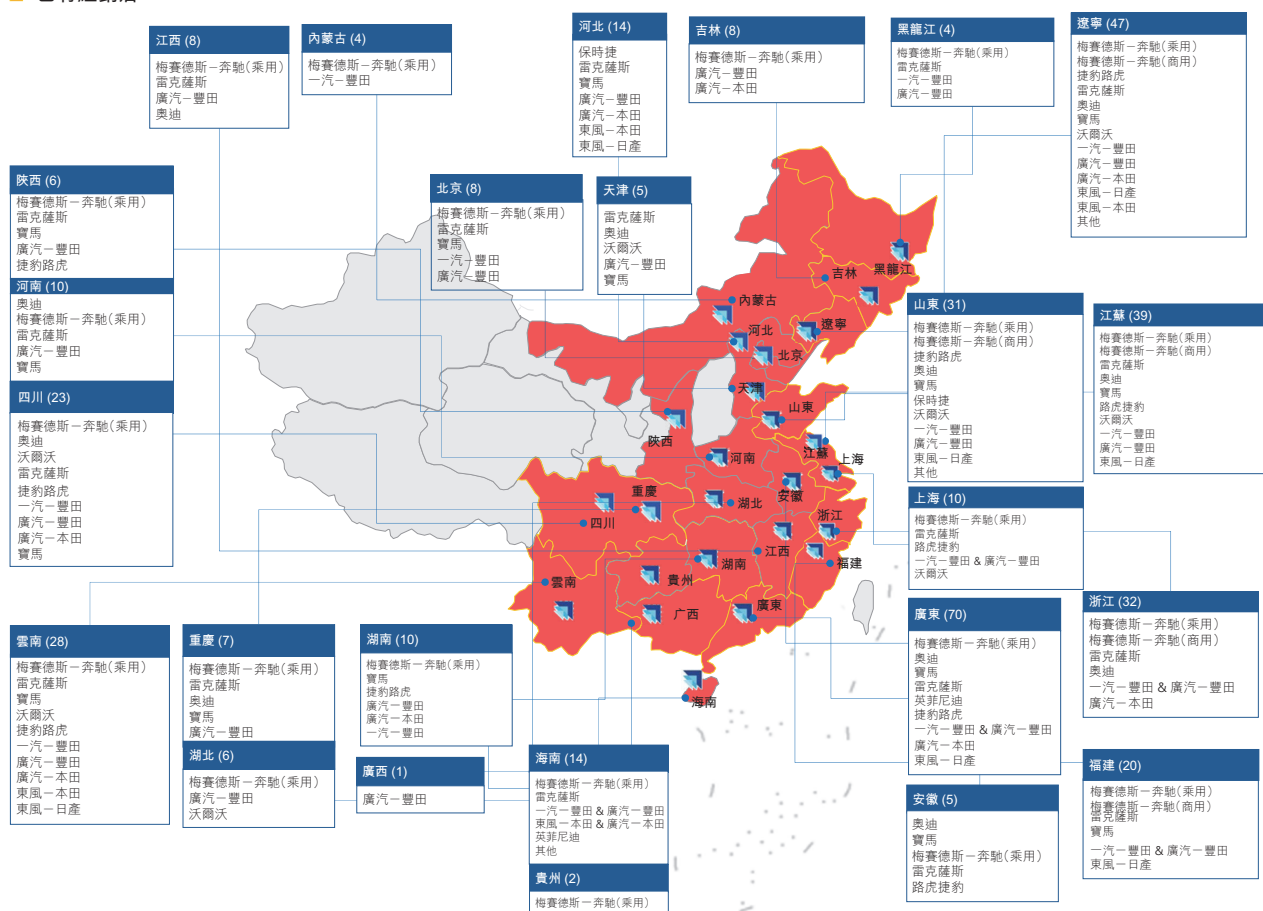 江西 (8)
梅賽德斯－奔馳(乘用)
雷克薩斯
廣汽－豐田
奧迪
內蒙古 (4)
梅賽德斯－奔馳(乘用)
一汽－豐田
河北 (14)
保時捷
雷克薩斯
寶馬
廣汽－豐田
廣汽－本田
東風－本田
東風－日產
吉林 (8)
梅賽德斯－奔馳(乘用)
廣汽－豐田
廣汽－本田
黑龍江 (4)
梅賽德斯－奔馳(乘用)
雷克薩斯
一汽－豐田
廣汽－豐田
遼寧 (47)
梅賽德斯－奔馳(乘用)
梅賽德斯－奔馳(商用)
捷豹路虎
雷克薩斯
奧迪
寶馬
沃爾沃
一汽－豐田
廣汽－豐田
廣汽－本田
東風－日產
東風－本田
其他
陝西 (6)
梅賽德斯－奔馳(乘用)
雷克薩斯
寶馬
廣汽－豐田
捷豹路虎
河南 (10)
奧迪
梅賽德斯－奔馳(乘用)
雷克薩斯
廣汽－豐田
寶馬
四川 (23)
梅賽德斯－奔馳(乘用)
奧迪
沃爾沃
雷克薩斯
捷豹路虎
一汽－豐田
廣汽－豐田
廣汽－本田
寶馬
北京 (8)
梅賽德斯－奔馳(乘用)
雷克薩斯
寶馬
一汽－豐田
廣汽－豐田
天津 (5)
雷克薩斯
奧迪
沃爾沃
廣汽－豐田
寶馬
黑龍江
吉林
內蒙古
遼寧
河北
北京
天津
山東
陝西
河南
江蘇
上海
安徽
湖北
重慶
四川
浙江
江西
湖南
福建
貴州
雲南
广西
廣東
海南
山東 (31)
梅賽德斯－奔馳(乘用)
梅賽德斯－奔馳(商用)
捷豹路虎
奧迪
寶馬
保時捷
沃爾沃
一汽－豐田
廣汽－豐田
東風－日產
其他
江蘇 (39)
梅賽德斯－奔馳(乘用)
梅賽德斯－奔馳(商用)
雷克薩斯
奧迪
寶馬
路虎捷豹
沃爾沃
一汽－豐田
廣汽－豐田
東風－日產
上海 (10)
梅賽德斯－奔馳(乘用)
雷克薩斯
路虎捷豹
一汽－豐田 & 廣汽－豐田
沃爾沃
浙江 (32)
梅賽德斯－奔馳(乘用)
梅賽德斯－奔馳(商用)
雷克薩斯
奧迪
一汽－豐田 & 廣汽－豐田
廣汽－本田
廣東 (70)
梅賽德斯－奔馳(乘用)
奧迪
寶馬
雷克薩斯
英菲尼迪
捷豹路虎
一汽－豐田 & 廣汽－豐田
廣汽－本田
東風－日產
雲南 (28)
梅賽德斯－奔馳(乘用)
雷克薩斯
寶馬
沃爾沃
捷豹路虎
一汽－豐田
廣汽－豐田
廣汽－本田
東風－本田
東風－日產
重慶 (7)
梅賽德斯－奔馳(乘用)
雷克薩斯
奧迪
寶馬
廣汽－豐田
湖北 (6)
梅賽德斯－奔馳(乘用)
廣汽－豐田
沃爾沃
湖南 (10)
梅賽德斯－奔馳(乘用)
寶馬
捷豹路虎
廣汽－豐田
廣汽－本田
一汽－豐田
廣西 (1)
廣汽－豐田
海南 (14)
梅賽德斯－奔馳(乘用)
雷克薩斯
一汽－豐田 & 廣汽－豐田
東風－本田 & 廣汽－本田
英菲尼迪
其他
貴州 (2)
梅賽德斯－奔馳(乘用)
安徽 (5)
奧迪
寶馬
梅賽德斯－奔馳(乘用)
雷克薩斯
路虎捷豹
福建 (20)
梅賽德斯－奔馳(乘用)
梅賽德斯－奔馳(商用)
雷克薩斯
寶馬
一汽－豐田 & 廣汽－豐田
東風－日產